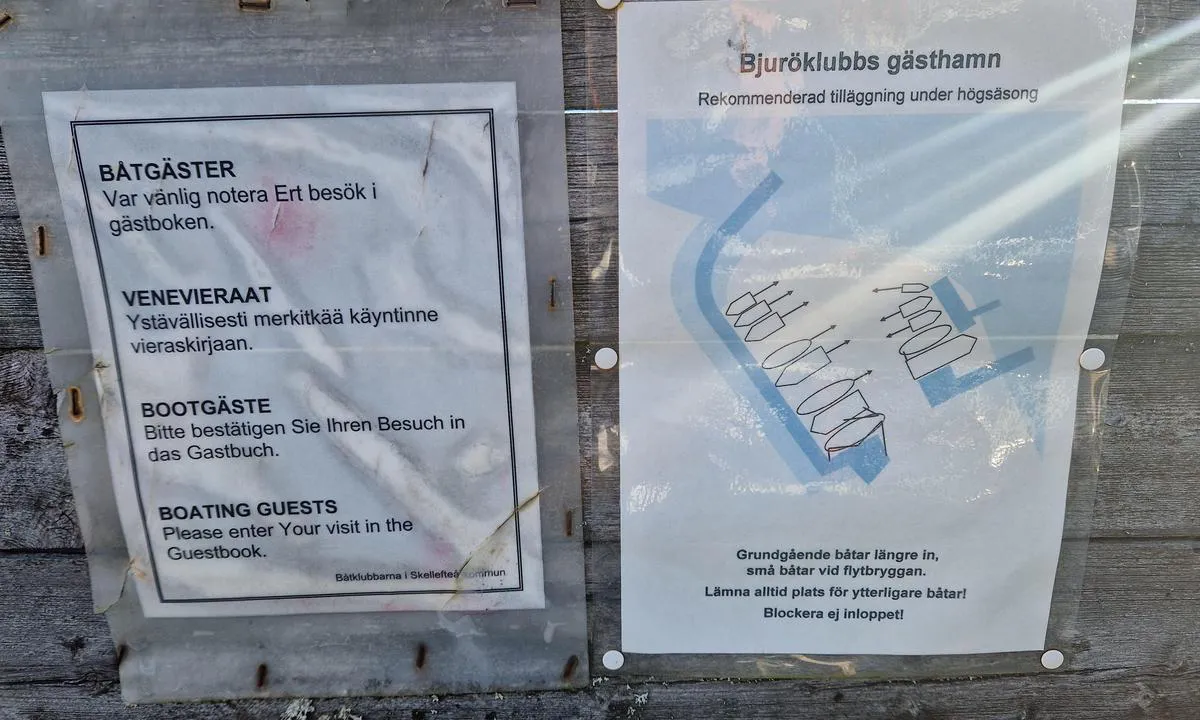 BÅTGÄSTER
Var vänlig notera Ert besök i
gästboken.
VENEVIERAAT
Ystävällisesti merkitkää käyntinne
vieraskirjaan.
BOOTGÄSTE
Bitte bestätigen Sie Ihren Besuch in
das Gastbuch.
BOATING GUESTS
Please enter Your visit in the
Guestbook.
Båtklubbarna i Skellefteå kommun
Bjuröklubbs gästhamn
Rekommenderad tilläggning under högsäsong
Grundgående båtar längre in,
små båtar vid flytbryggan.
Lämna alltid plats för ytterligare båtar!
Blockera ej inloppet!